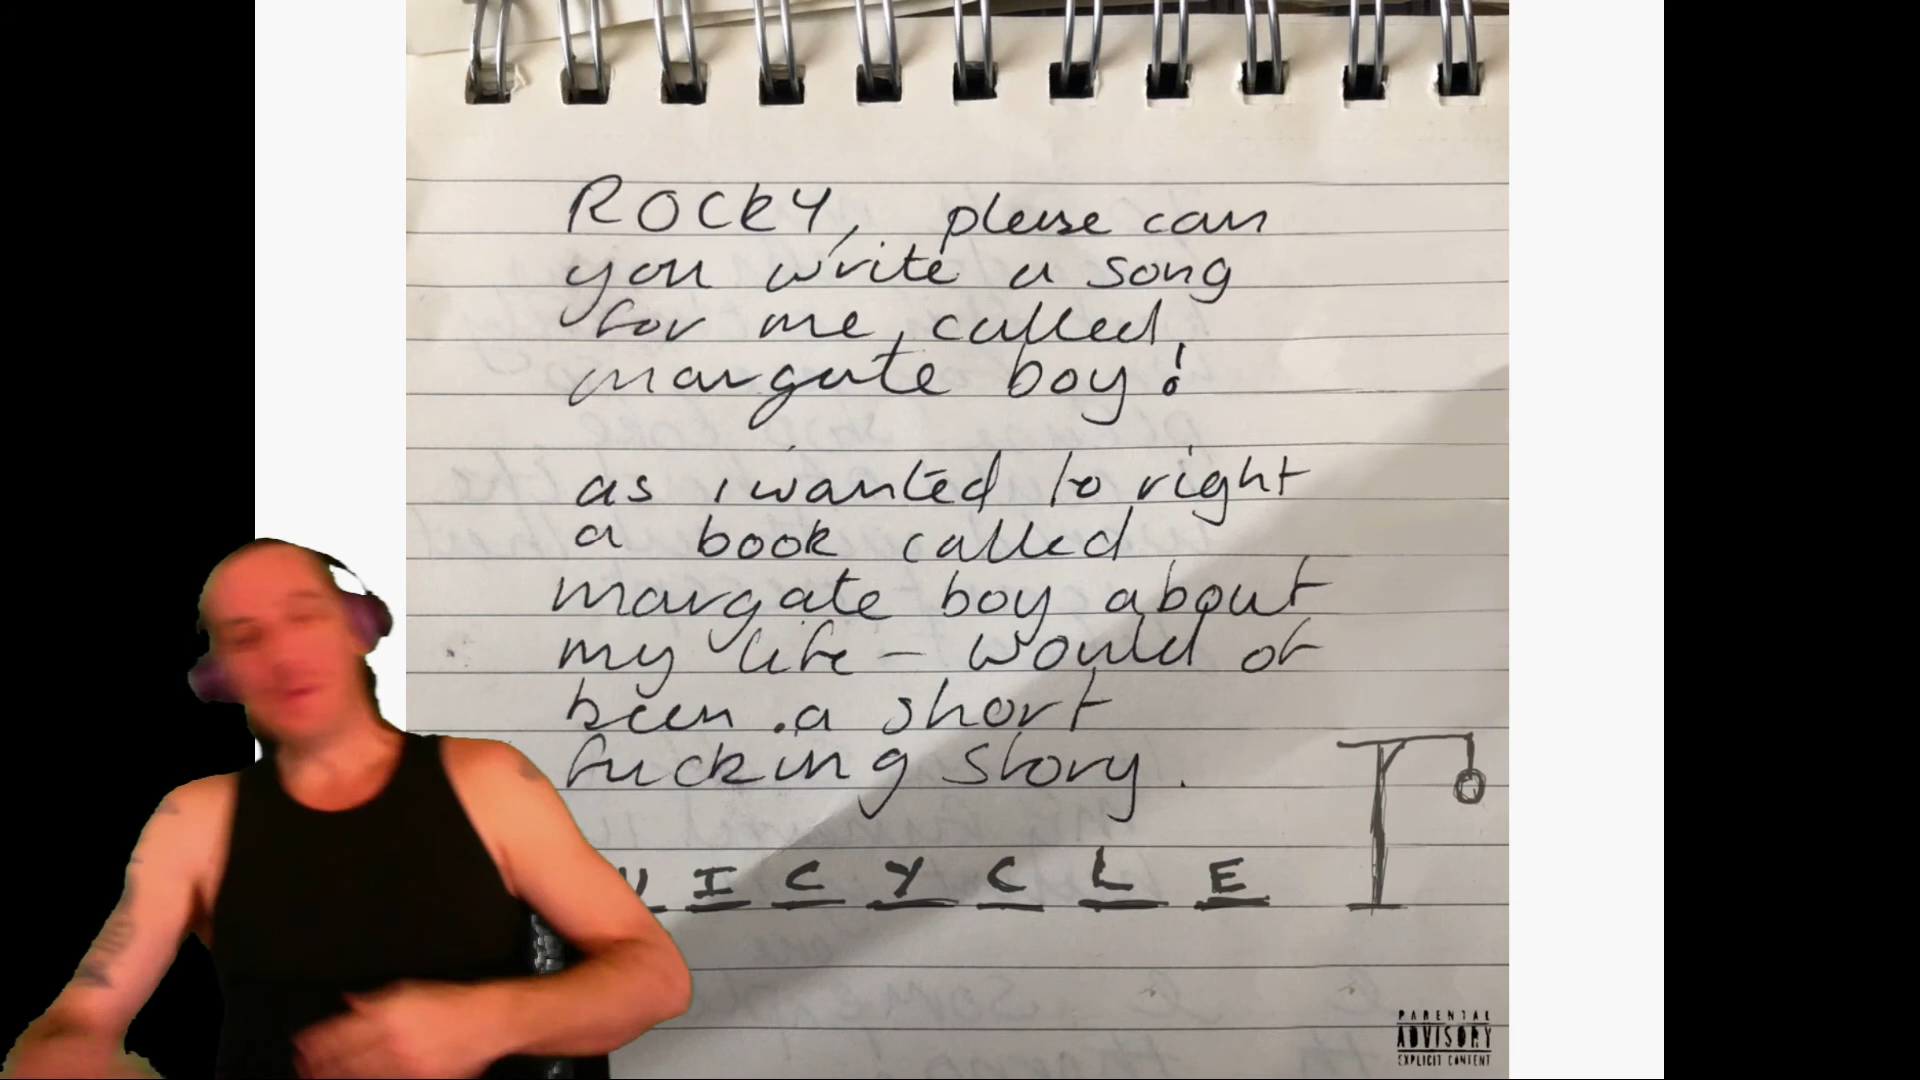 ROCKY, please can
you write a song
for me, called,
margate boy!
as i wanted to right
a book called
margate boy about
my life – would of
been .a short
fucking story.
N I C Y C L E
PARENTAL
ADVISORY
EXPLICIT CONTENT